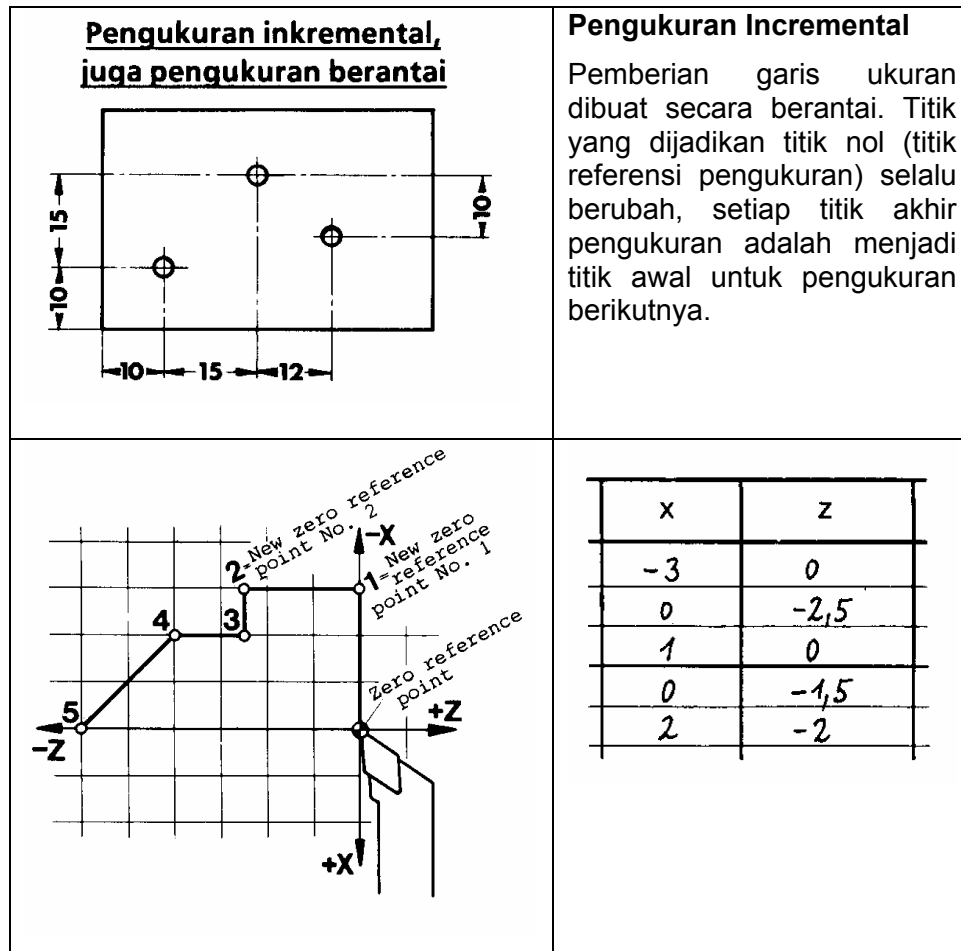 Pengukuran inkremental,
juga pengukuran berantai
15
10
10
10
15
12
Pengukuran Incremental
Pemberian garis ukuran
dibuat secara berantai. Titik
yang dijadikan titik nol (titik
referensi pengukuran) selalu
berubah, setiap titik akhir
pengukuran adalah menjadi
titik awal untuk pengukuran
berikutnya.
2=New zero reference
point No. 2
-X
1=New zero
reference
point No. 1
4
3
Zero reference
point
5
+Z
-Z
+X
x z
-3 0
0 -2,5
1 0
0 -1,5
2 -2